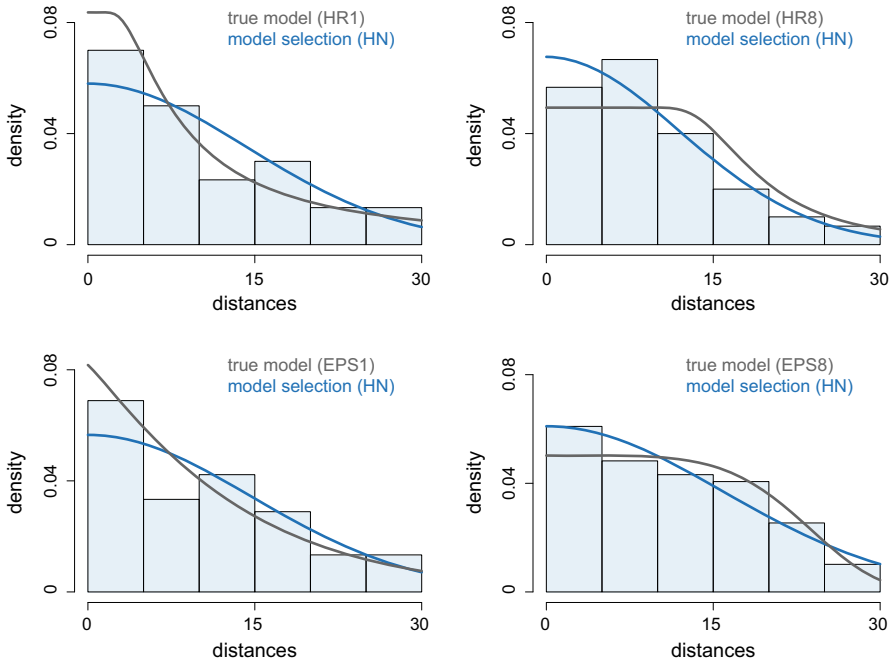 true model (HR1)
model selection (HN)
density
0 0.04 0.08
0 15 30
distances
true model (HR8)
model selection (HN)
density
0 0.04 0.08
0 15 30
distances
true model (EPS1)
model selection (HN)
density
0 0.04 0.08
0 15 30
distances
true model (EPS8)
model selection (HN)
density
0 0.04 0.08
0 15 30
distances